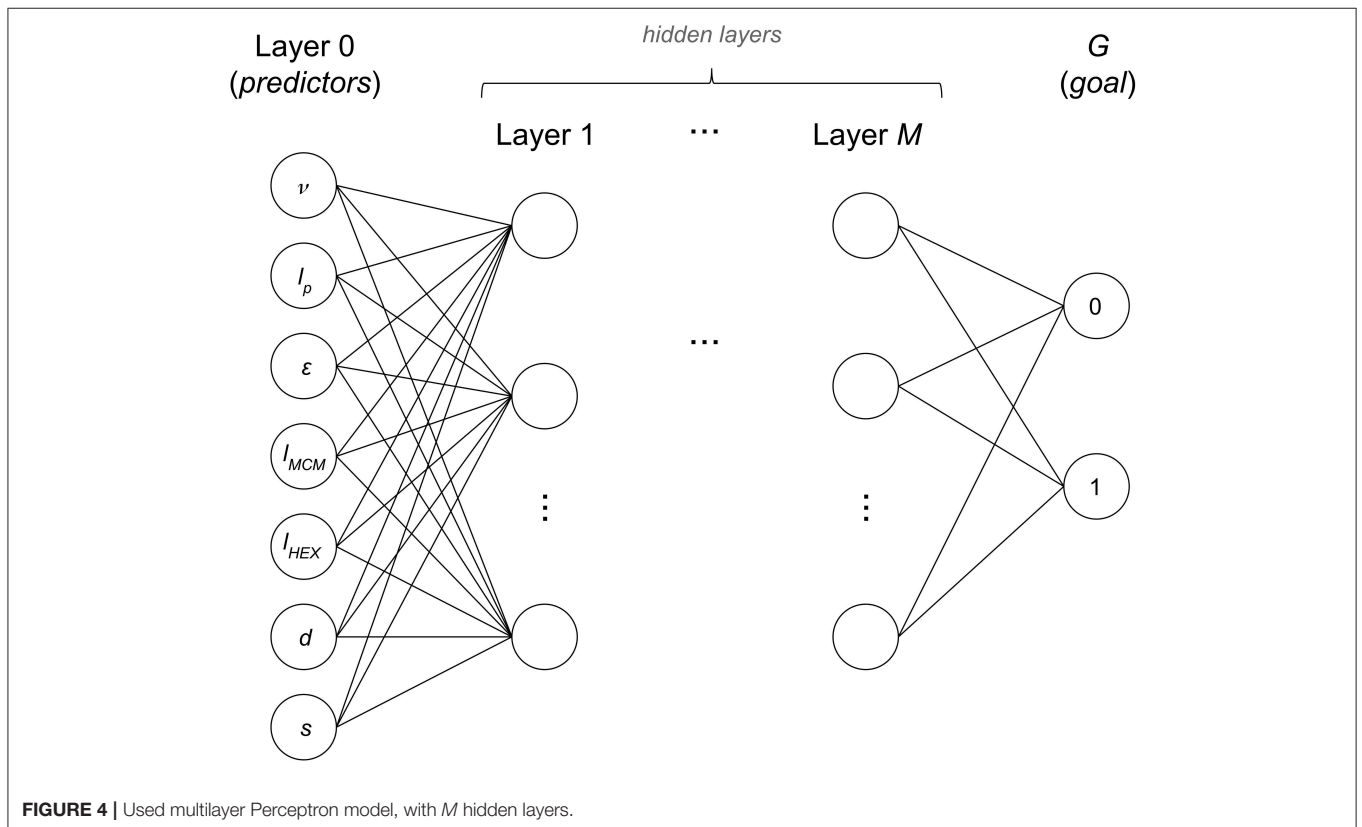 hidden layers
Layer 0
(predictors)
G
(goal)
Layer 1
...
Layer M
ν
l_p
ε
l_MCM
l_HEX
d
s
...
⋮
⋮
0
1
FIGURE 4 | Used multilayer Perceptron model, with M hidden layers.